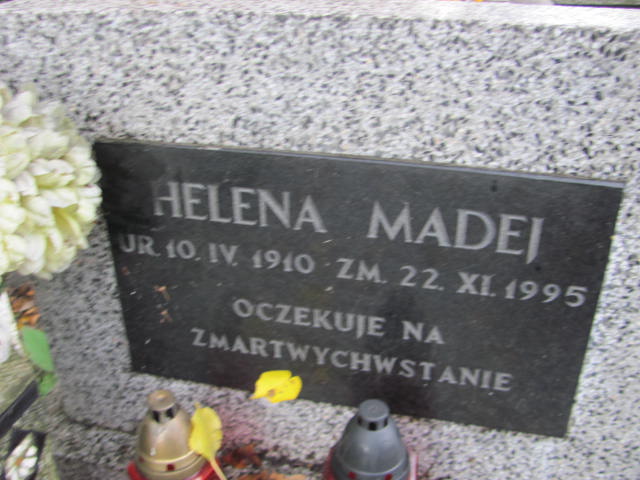 HELENA MADEJ
UR. 10. IV. 1910 ZM. 22. XI. 1995
OCZEKUJE NA
ZMARTWYCHWSTANIE